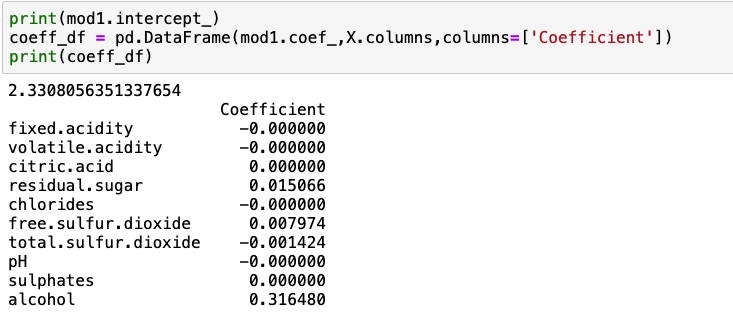 print(mod1.intercept_)
coeff_df = pd.DataFrame(mod1.coef_,X.columns,columns=['Coefficient'])
print(coeff_df)
2.3308056351337654
Coefficient
fixed.acidity -0.000000
volatile.acidity -0.000000
citric.acid 0.000000
residual.sugar 0.015066
chlorides -0.000000
free.sulfur.dioxide 0.007974
total.sulfur.dioxide -0.001424
pH -0.000000
sulphates 0.000000
alcohol 0.316480